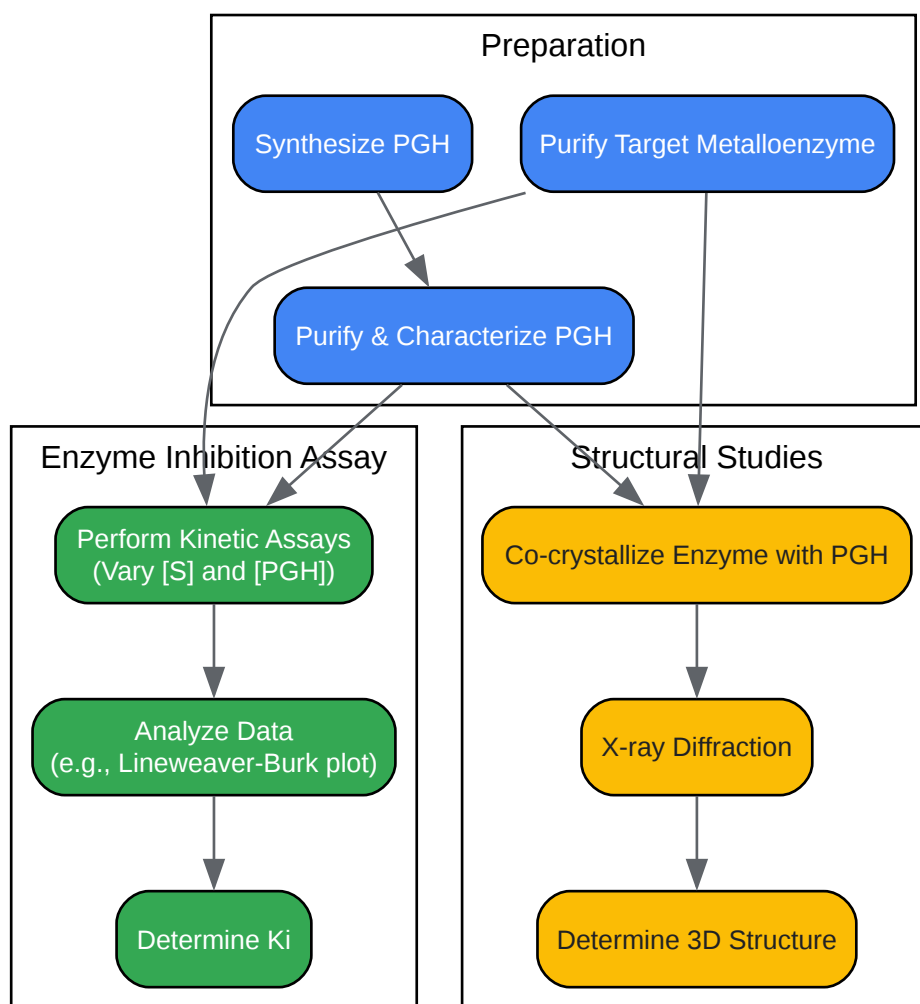 Preparation
Synthesize PGH
Purify Target Metalloenzyme
Purify & Characterize PGH
Enzyme Inhibition Assay
Perform Kinetic Assays
(Vary [S] and [PGH])
Analyze Data
(e.g., Lineweaver-Burk plot)
Determine Ki
Structural Studies
Co-crystallize Enzyme with PGH
X-ray Diffraction
Determine 3D Structure